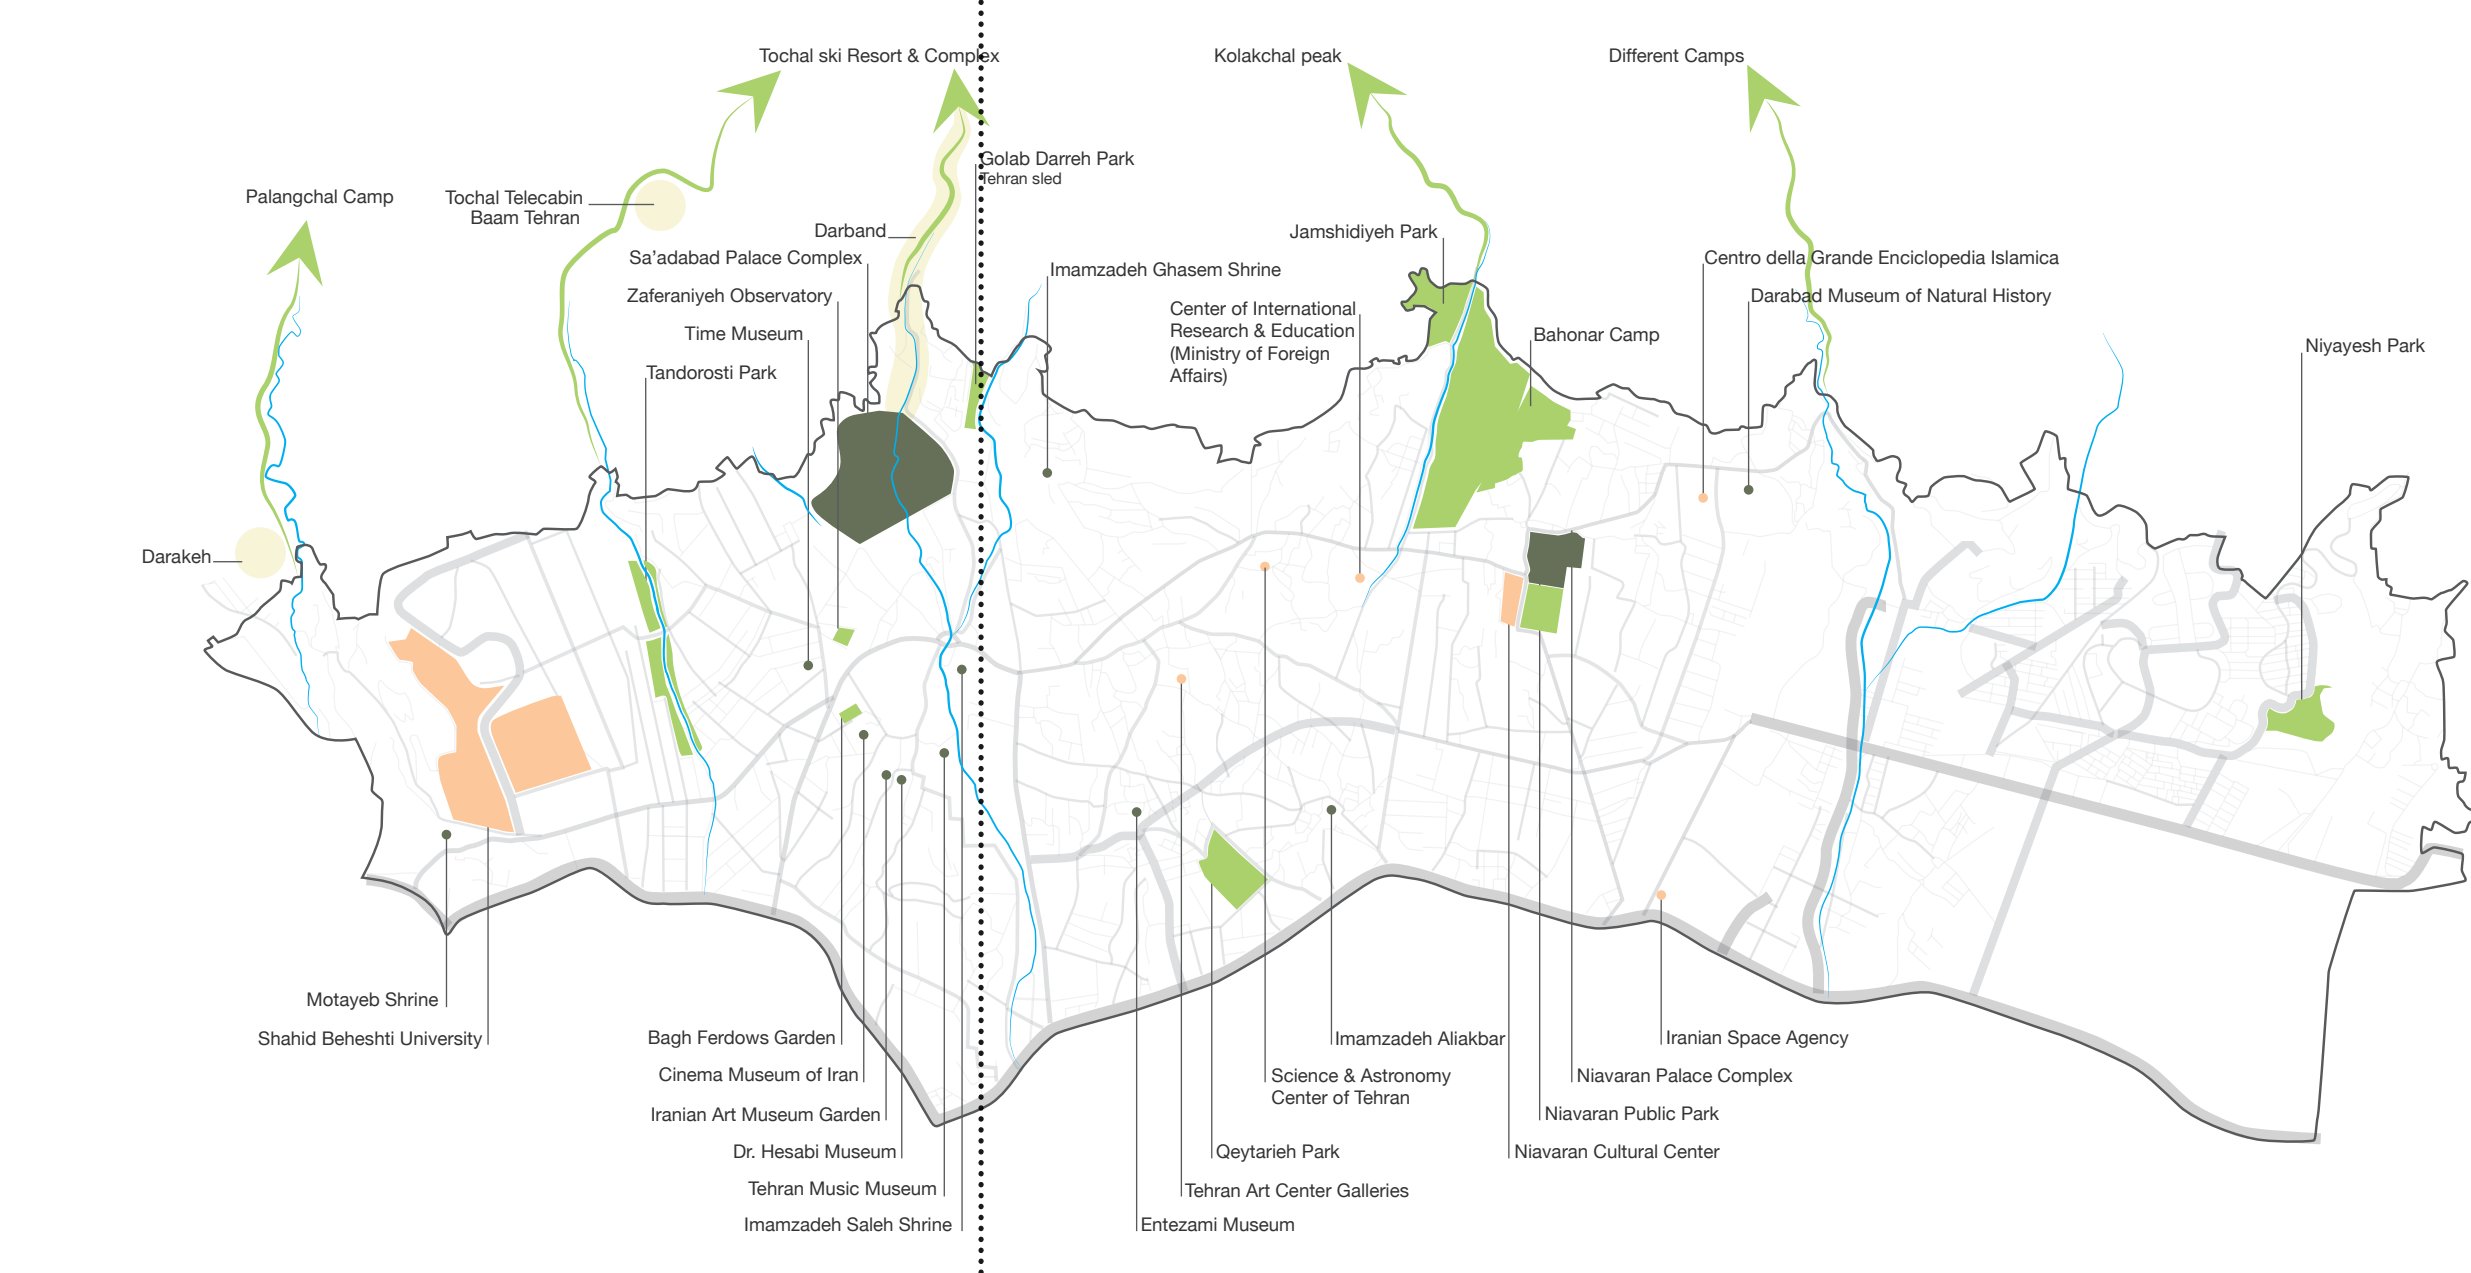 Tochal ski Resort & Complex
Kolakchal peak
Different Camps
Golab Darreh Park
Tehran sled
Palangchal Camp
Tochal Telecabin
Baam Tehran
Darband
Jamshidiyeh Park
Sa’adabad Palace Complex
Centro della Grande Enciclopedia Islamica
Imamzadeh Ghasem Shrine
Zaferaniyeh Observatory
Darabad Museum of Natural History
Center of International
Research & Education
(Ministry of Foreign
Affairs)
Time Museum
Bahonar Camp
Niyayesh Park
Tandorosti Park
Darakeh
Motayeb Shrine
Shahid Beheshti University
Bagh Ferdows Garden
Imamzadeh Aliakbar
Iranian Space Agency
Cinema Museum of Iran
Science & Astronomy
Center of Tehran
Niavaran Palace Complex
Iranian Art Museum Garden
Niavaran Public Park
Dr. Hesabi Museum
Qeytarieh Park
Niavaran Cultural Center
Tehran Music Museum
Tehran Art Center Galleries
Imamzadeh Saleh Shrine
Entezami Museum